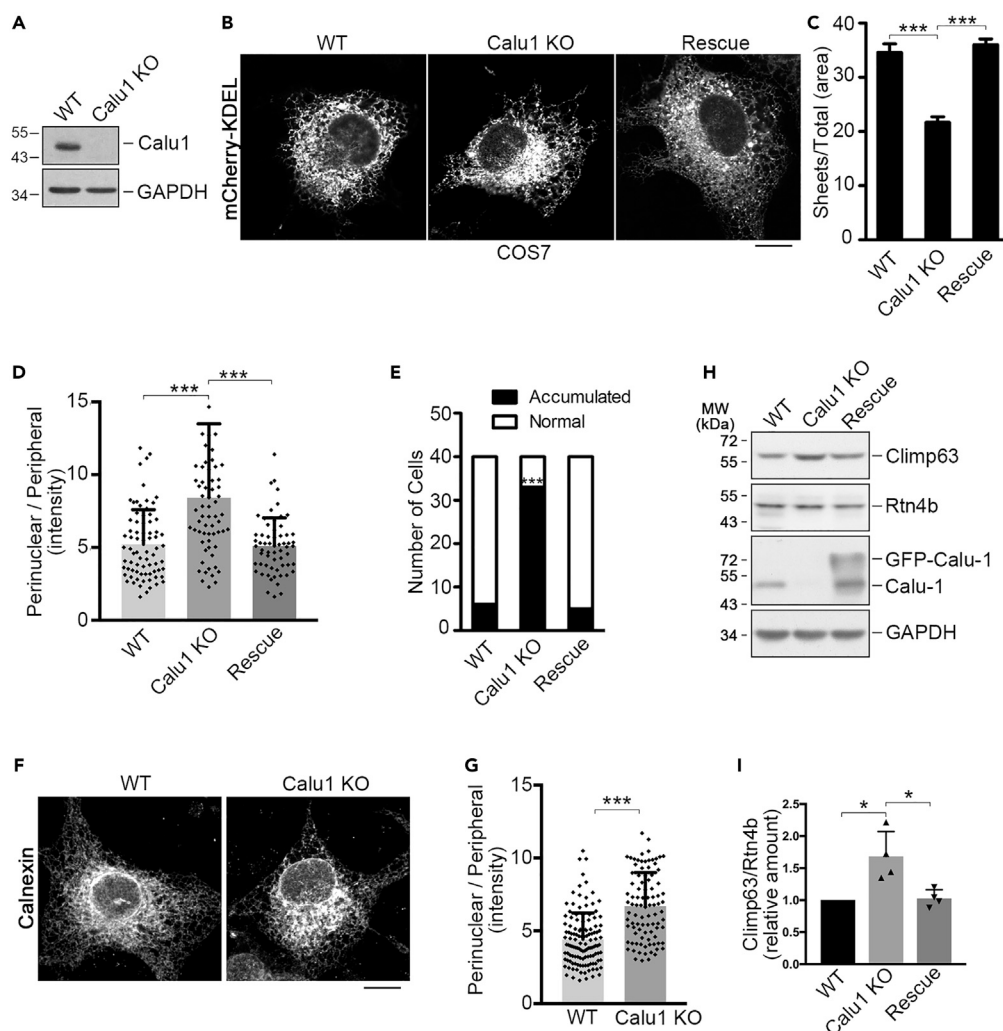 A
WT
Calu1 KO
55
43
34
Calu1
GAPDH
B
WT
Calu1 KO
Rescue
mCherry-KDEL
COS7
C
***
***
Sheets/Total (area)
40
30
20
10
0
WT
Calu1 KO
Rescue
D
***
***
Perinuclear / Peripheral
(intensity)
15
10
5
0
WT
Calu1 KO
Rescue
E
Accumulated
Normal
Number of Cells
50
40
30
20
10
0
***
WT
Calu1 KO
Rescue
H
MW
(kDa)
WT
Calu1 KO
Rescue
72
55
Climp63
55
43
Rtn4b
72
55
43
GFP-Calu-1
Calu-1
34
GAPDH
F
WT
Calu1 KO
Calnexin
G
***
Perinuclear / Peripheral
(intensity)
15
10
5
0
WT
Calu1 KO
I
*
*
Climp63/Rtn4b
(relative amount)
2.5
2.0
1.5
1.0
0.5
0.0
WT
Calu1 KO
Rescue